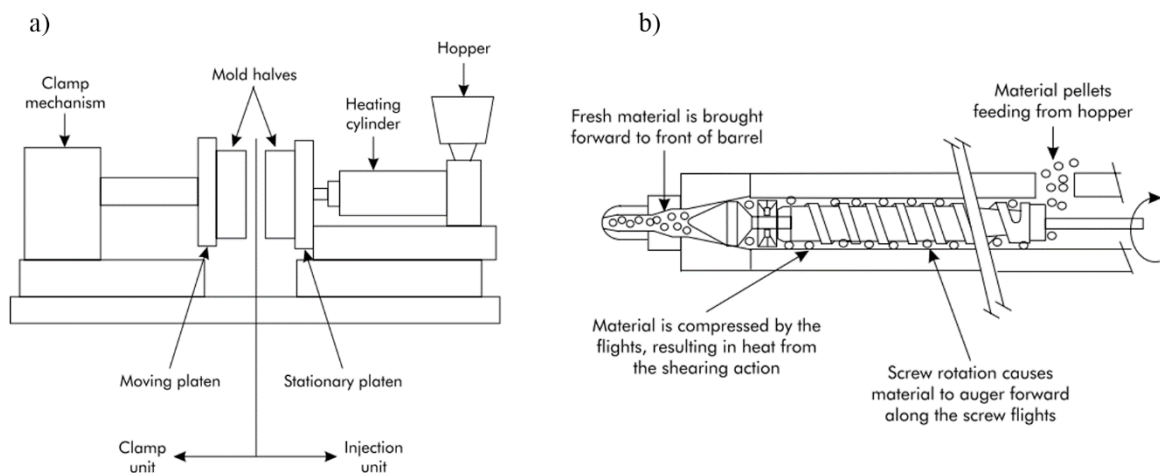 a)
Hopper
Mold halves
Clamp
mechanism
Heating
cylinder
Moving platen
Stationary platen
Clamp
unit
Injection
unit
b)
Material pellets
feeding from hopper
Fresh material is brought
forward to front of barrel
Material is compressed by the
flights, resulting in heat from
the shearing action
Screw rotation causes
material to auger forward
along the screw flights